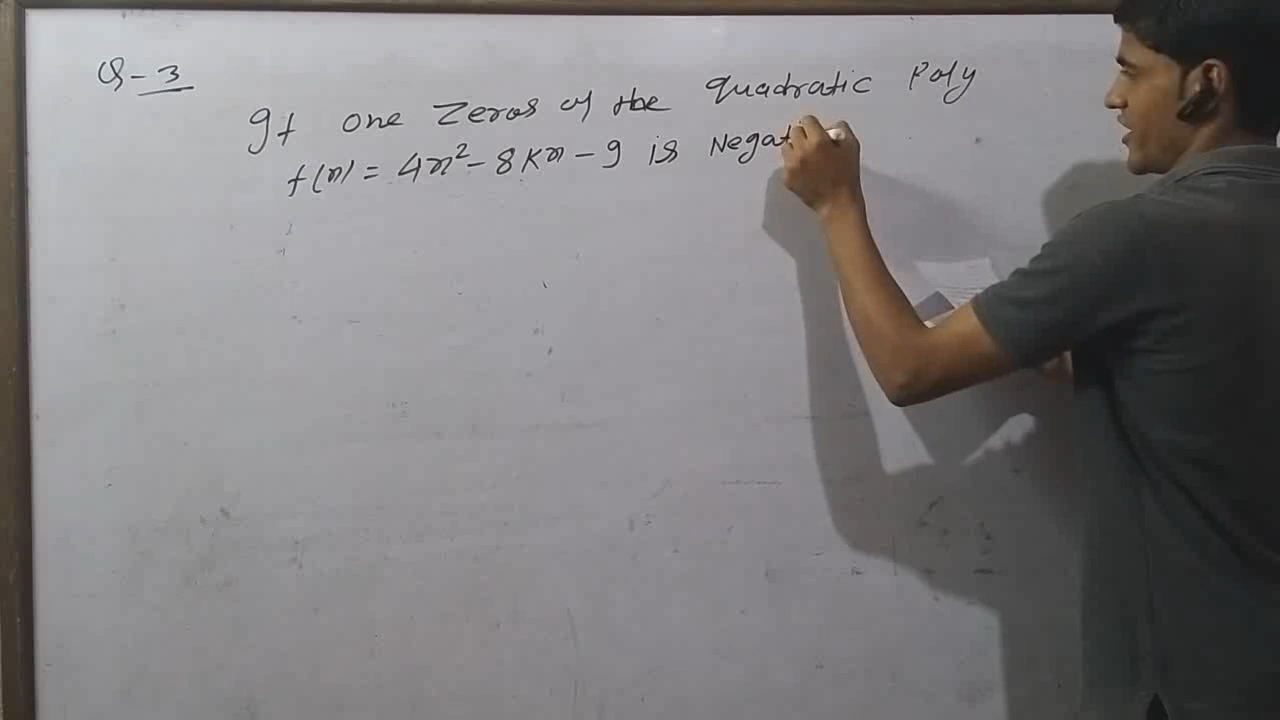 Q-3
If one zeros of the quadratic Poly
f(x) = 4x² - 8Kx - 9 is Negat